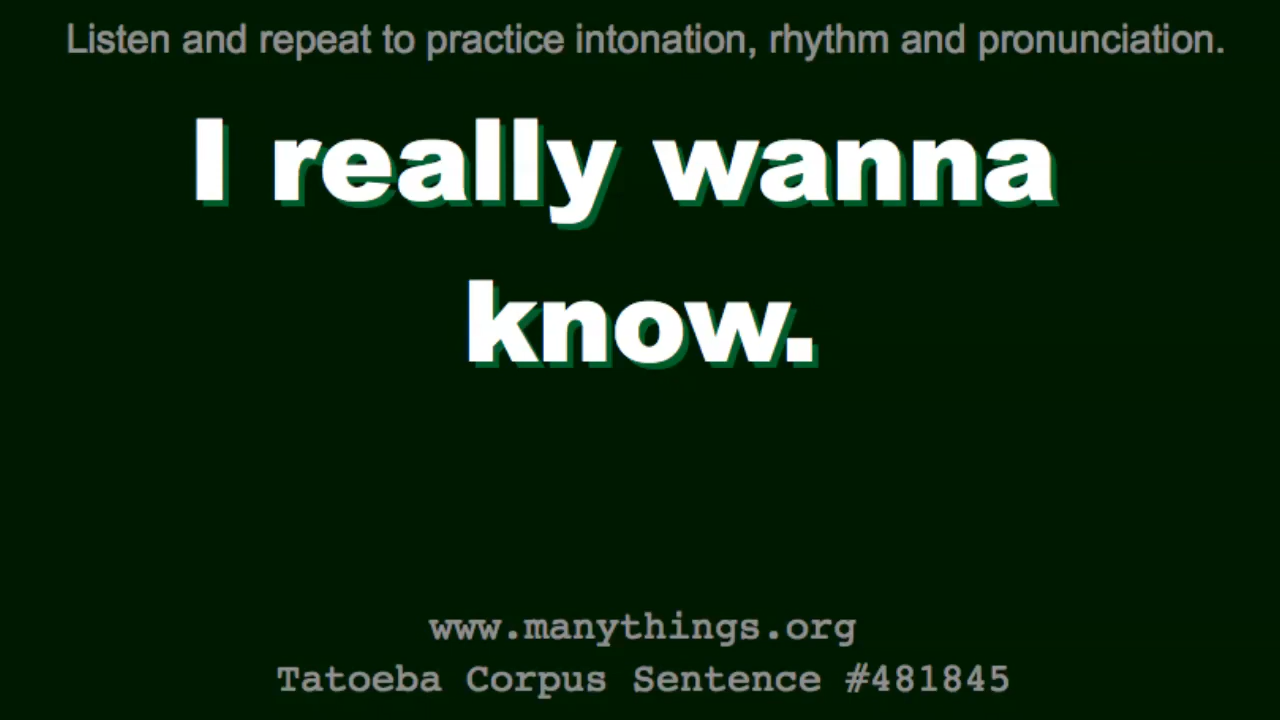 Listen and repeat to practice intonation, rhythm and pronunciation.
I really wanna
know.
www.manythings.org
Tatoeba Corpus Sentence #481845